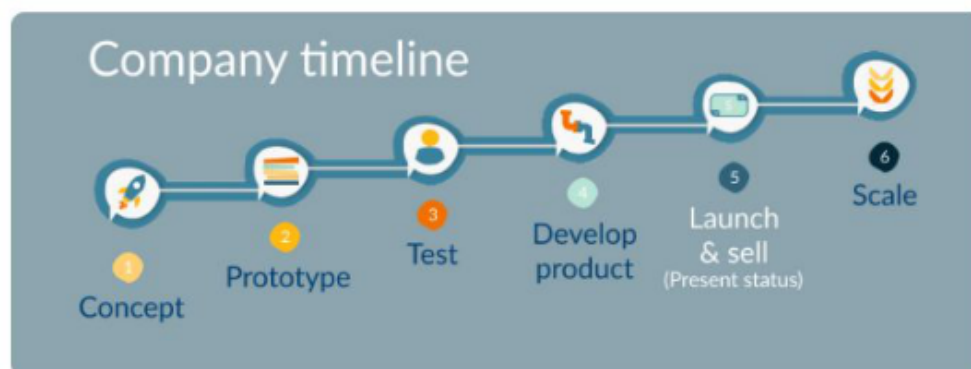 Company timeline
1
Concept
2
Prototype
3
Test
4
Develop
product
5
Launch
& sell
(Present status)
6
Scale